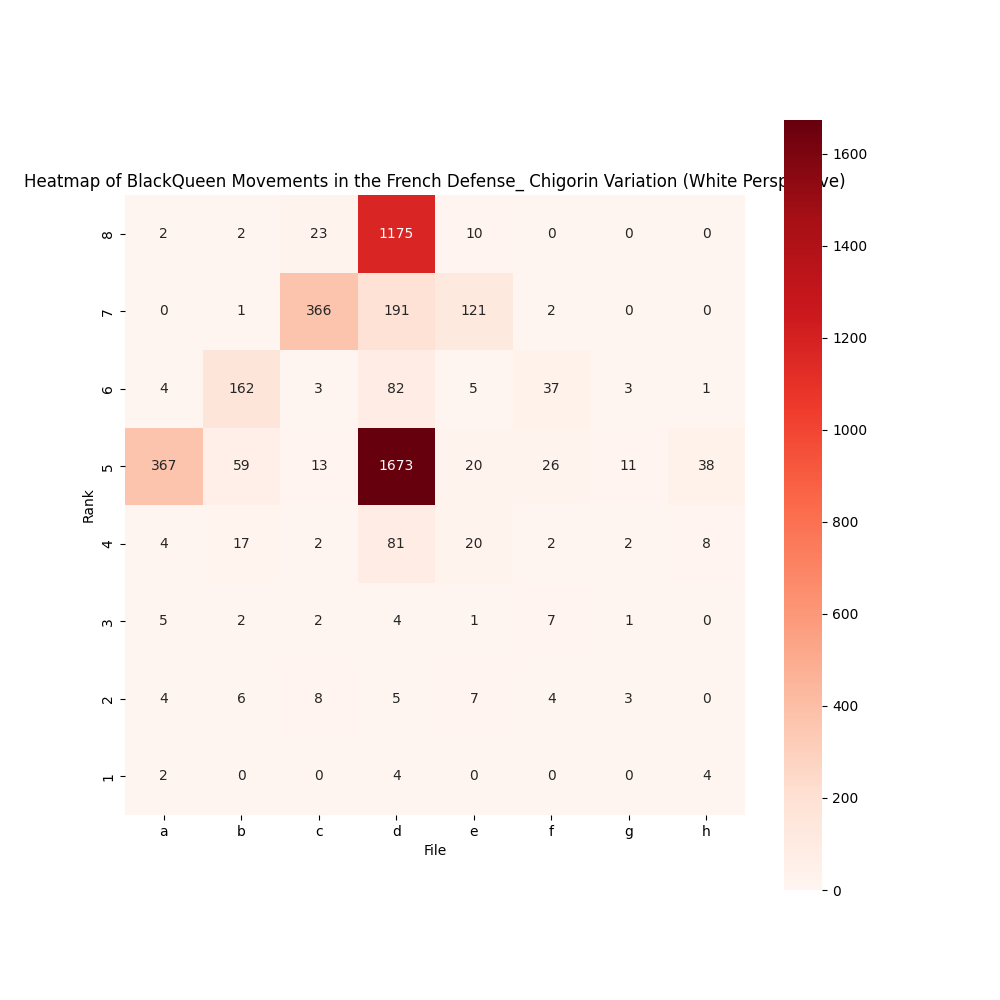 Heatmap of BlackQueen Movements in the French Defense_ Chigorin Variation (White Persp ve)
8 2 2 23 1175 10 0 0 0
7 0 1 366 191 121 2 0 0
6 4 162 3 82 5 37 3 1
5 367 59 13 1673 20 26 11 38
4 4 17 2 81 20 2 2 8
3 5 2 2 4 1 7 1 0
2 4 6 8 5 7 4 3 0
1 2 0 0 4 0 0 0 4
a b c d e f g h
File
Rank
1600
1400
1200
1000
800
600
400
200
0